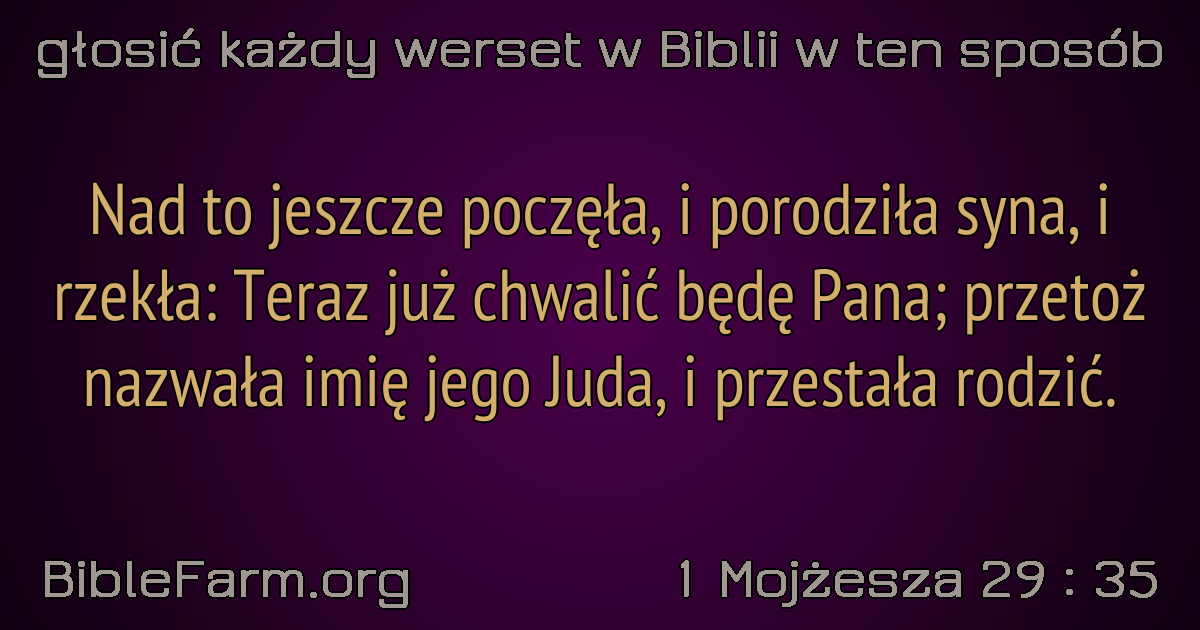 głosić każdy werset w Biblii w ten sposób
Nad to jeszcze poczęła, i porodziła syna, i
rzekła: Teraz już chwalić będę Pana; przetoż
nazwała imię jego Juda, i przestała rodzić.
BibleFarm.org
1 Mojżesza 29 : 35